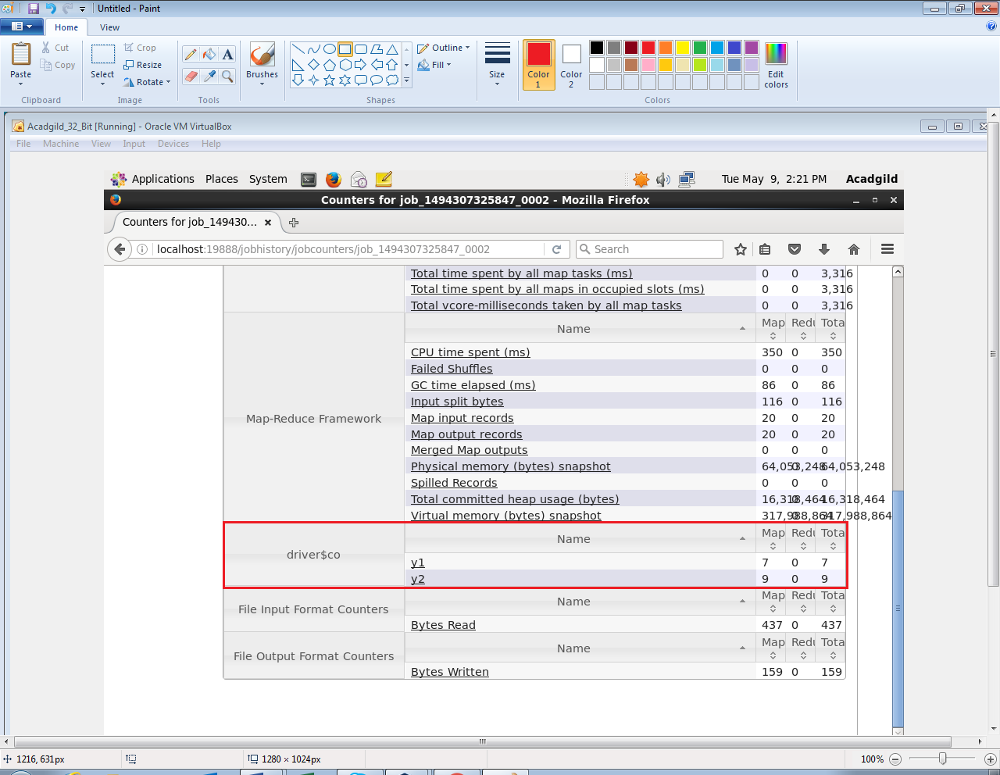 Untitled - Paint
Home View
Paste Cut Copy
Clipboard
Select Crop Resize Rotate
Image
A
Tools
Brushes
Outline Fill
Shapes
Size
Color 1
Color 2
Edit colors
Colors
Acadgild_32_Bit [Running] - Oracle VM VirtualBox
File Machine View Input Devices Help
Applications Places System Tue May 9, 2:21 PM Acadgild
Counters for job_1494307325847_0002 - Mozilla Firefox
Counters for job_149430...
localhost:19888/jobhistory/jobcounters/job_1494307325847_0002 Search
Total time spent by all map tasks (ms) 0 0 3,316
Total time spent by all maps in occupied slots (ms) 0 0 3,316
Total vcore-milliseconds taken by all map tasks 0 0 3,316
Map-Reduce Framework
Name Map Redu Tota
CPU time spent (ms) 350 0 350
Failed Shuffles 0 0 0
GC time elapsed (ms) 86 0 86
Input split bytes 116 0 116
Map input records 20 0 20
Map output records 20 0 20
Merged Map outputs 0 0 0
Physical memory (bytes) snapshot 64,053,248 0 64,053,248
Spilled Records 0 0 0
Total committed heap usage (bytes) 16,318,464 0 16,318,464
Virtual memory (bytes) snapshot 317,988,864 0 317,988,864
driver$co
Name Map Redu Tota
y1 7 0 7
y2 9 0 9
File Input Format Counters
Name Map Redu Tota
Bytes Read 437 0 437
File Output Format Counters
Name Map Redu Tota
Bytes Written 159 0 159
1216, 631px 1280 × 1024px 100%